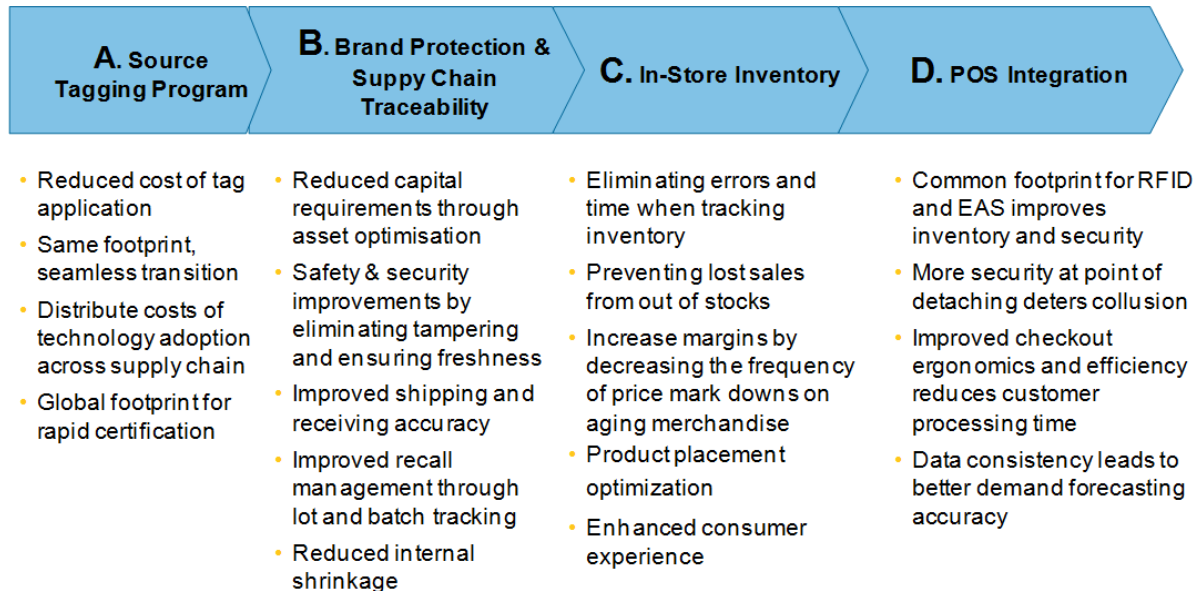 A. Source
Tagging Program
B. Brand Protection &
Suppy Chain
Traceability
C. In-Store Inventory
D. POS Integration
• Reduced cost of tag
application
• Same footprint,
seamless transition
• Distribute costs of
technology adoption
across supply chain
• Global footprint for
rapid certification
• Reduced capital
requirements through
asset optimisation
• Safety & security
improvements by
eliminating tampering
and ensuring freshness
• Improved shipping and
receiving accuracy
• Improved recall
management through
lot and batch tracking
• Reduced internal
shrinkage
• Eliminating errors and
time when tracking
inventory
• Preventing lost sales
from out of stocks
• Increase margins by
decreasing the frequency
of price mark downs on
aging merchandise
• Product placement
optimization
• Enhanced consumer
experience
• Common footprint for RFID
and EAS improves
inventory and security
• More security at point of
detaching deters collusion
• Improved checkout
ergonomics and efficiency
reduces customer
processing time
• Data consistency leads to
better demand forecasting
accuracy